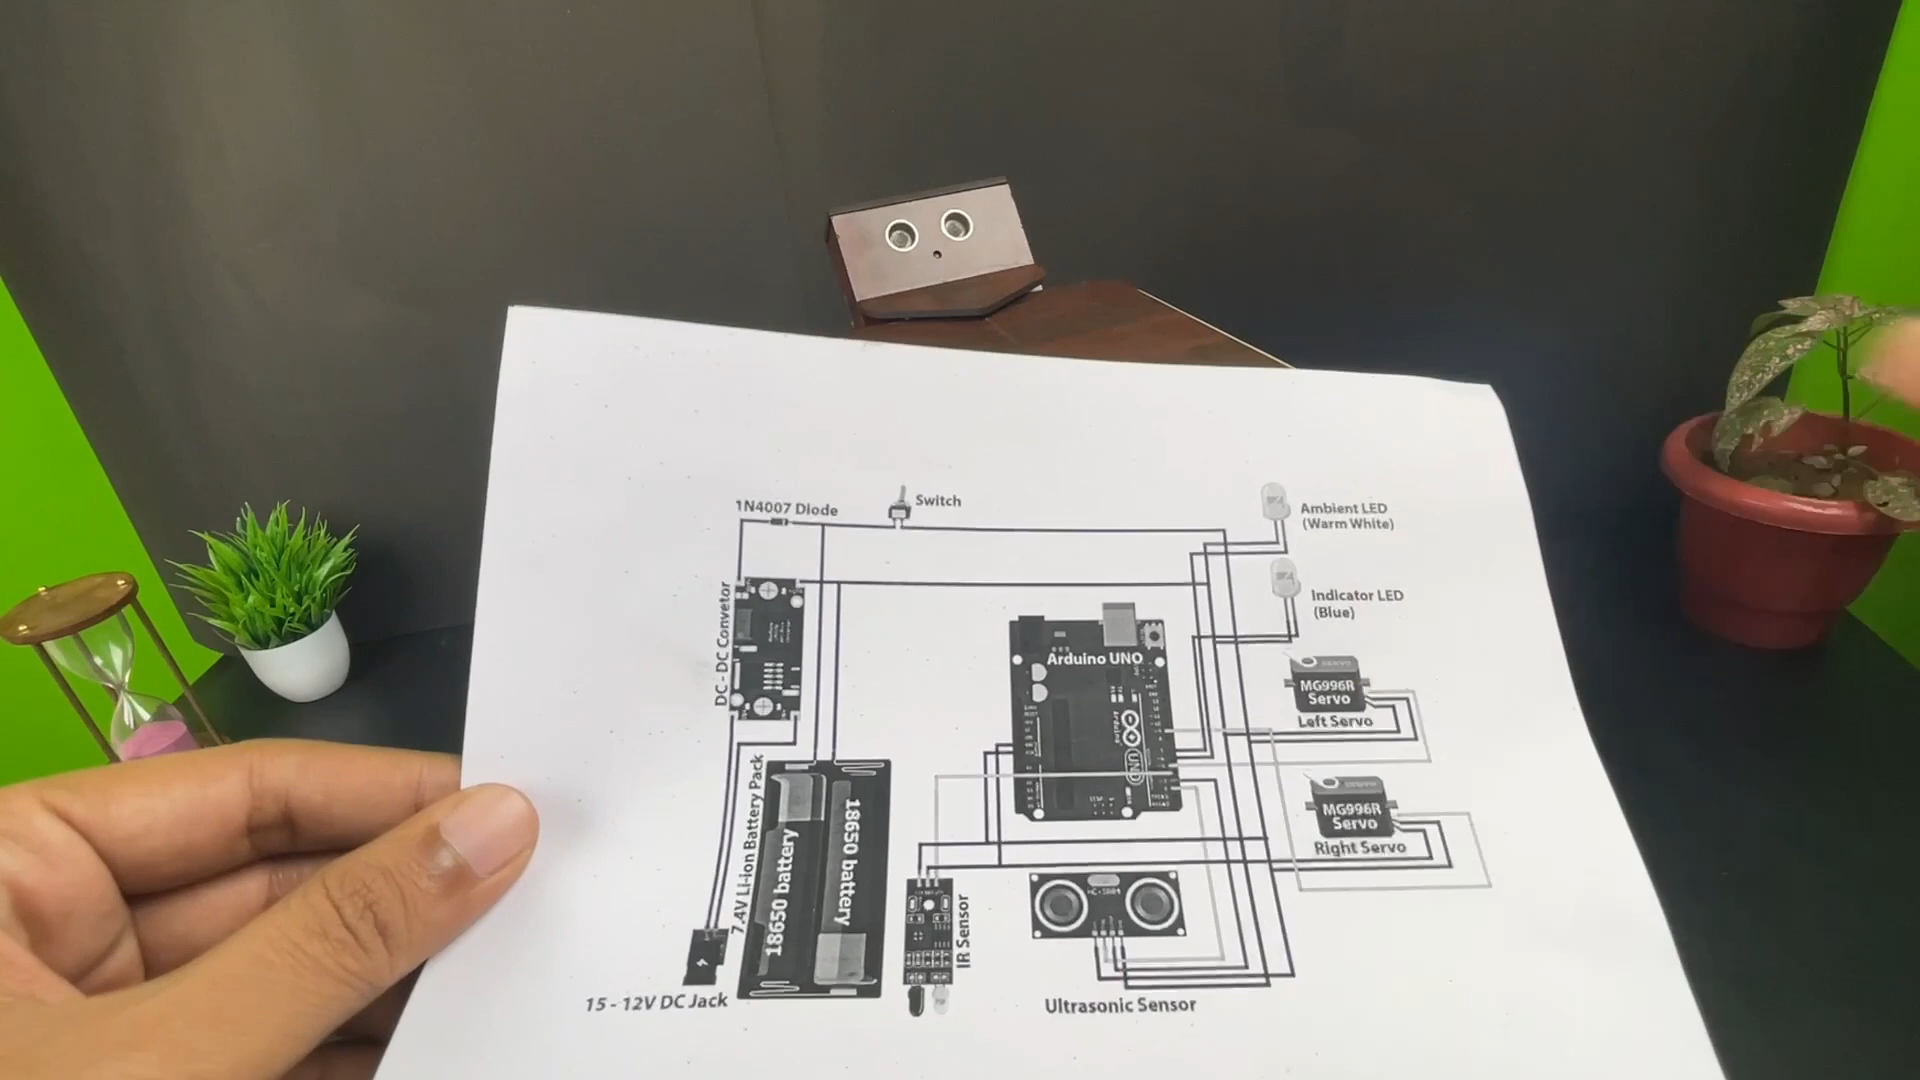 1N4007 Diode
Switch
Ambient LED
(Warm White)
Indicator LED
(Blue)
DC - DC Convetor
Arduino UNO
UNO
MG996R
Servo
Left Servo
MG996R
Servo
Right Servo
7.4V Li-ion Battery Pack
18650 battery
18650 battery
IR Sensor
15 - 12V DC Jack
Ultrasonic Sensor